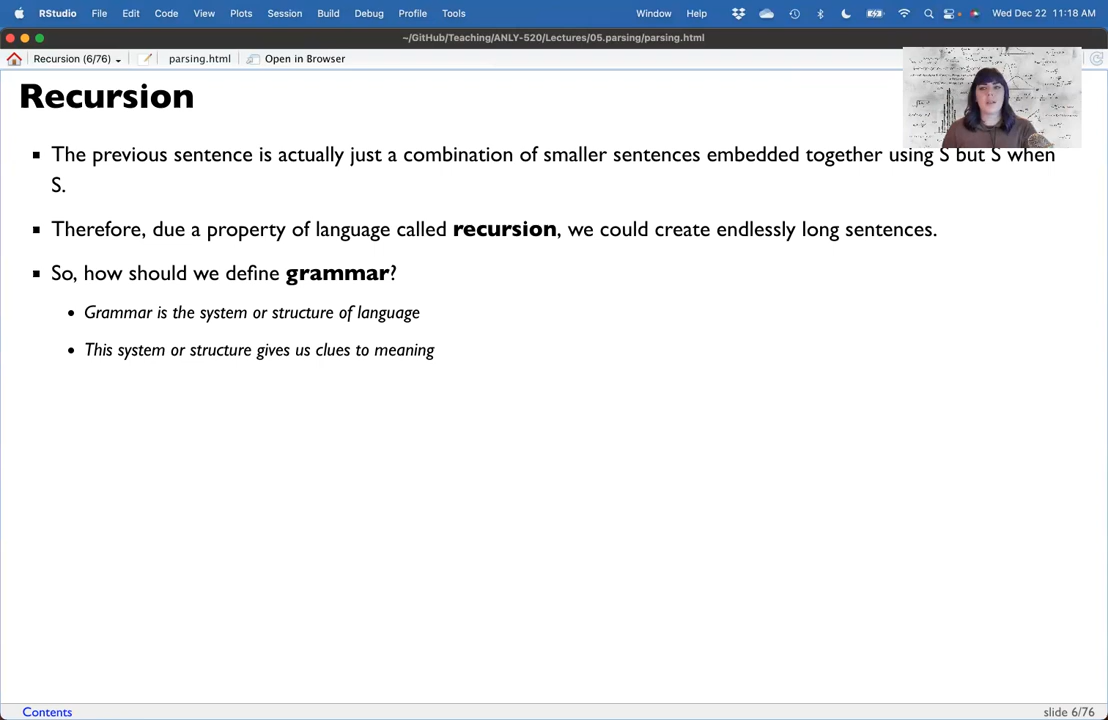 RStudio File Edit Code View Plots Session Build Debug Profile Tools Window Help Wed Dec 22 11:18 AM
~/GitHub/Teaching/ANLY-520/Lectures/05.parsing/parsing.html
Recursion (6/76) parsing.html Open in Browser
Recursion
The previous sentence is actually just a combination of smaller sentences embedded together using S but S when
S.
Therefore, due a property of language called recursion, we could create endlessly long sentences.
So, how should we define grammar?
Grammar is the system or structure of language
This system or structure gives us clues to meaning
Contents slide 6/76